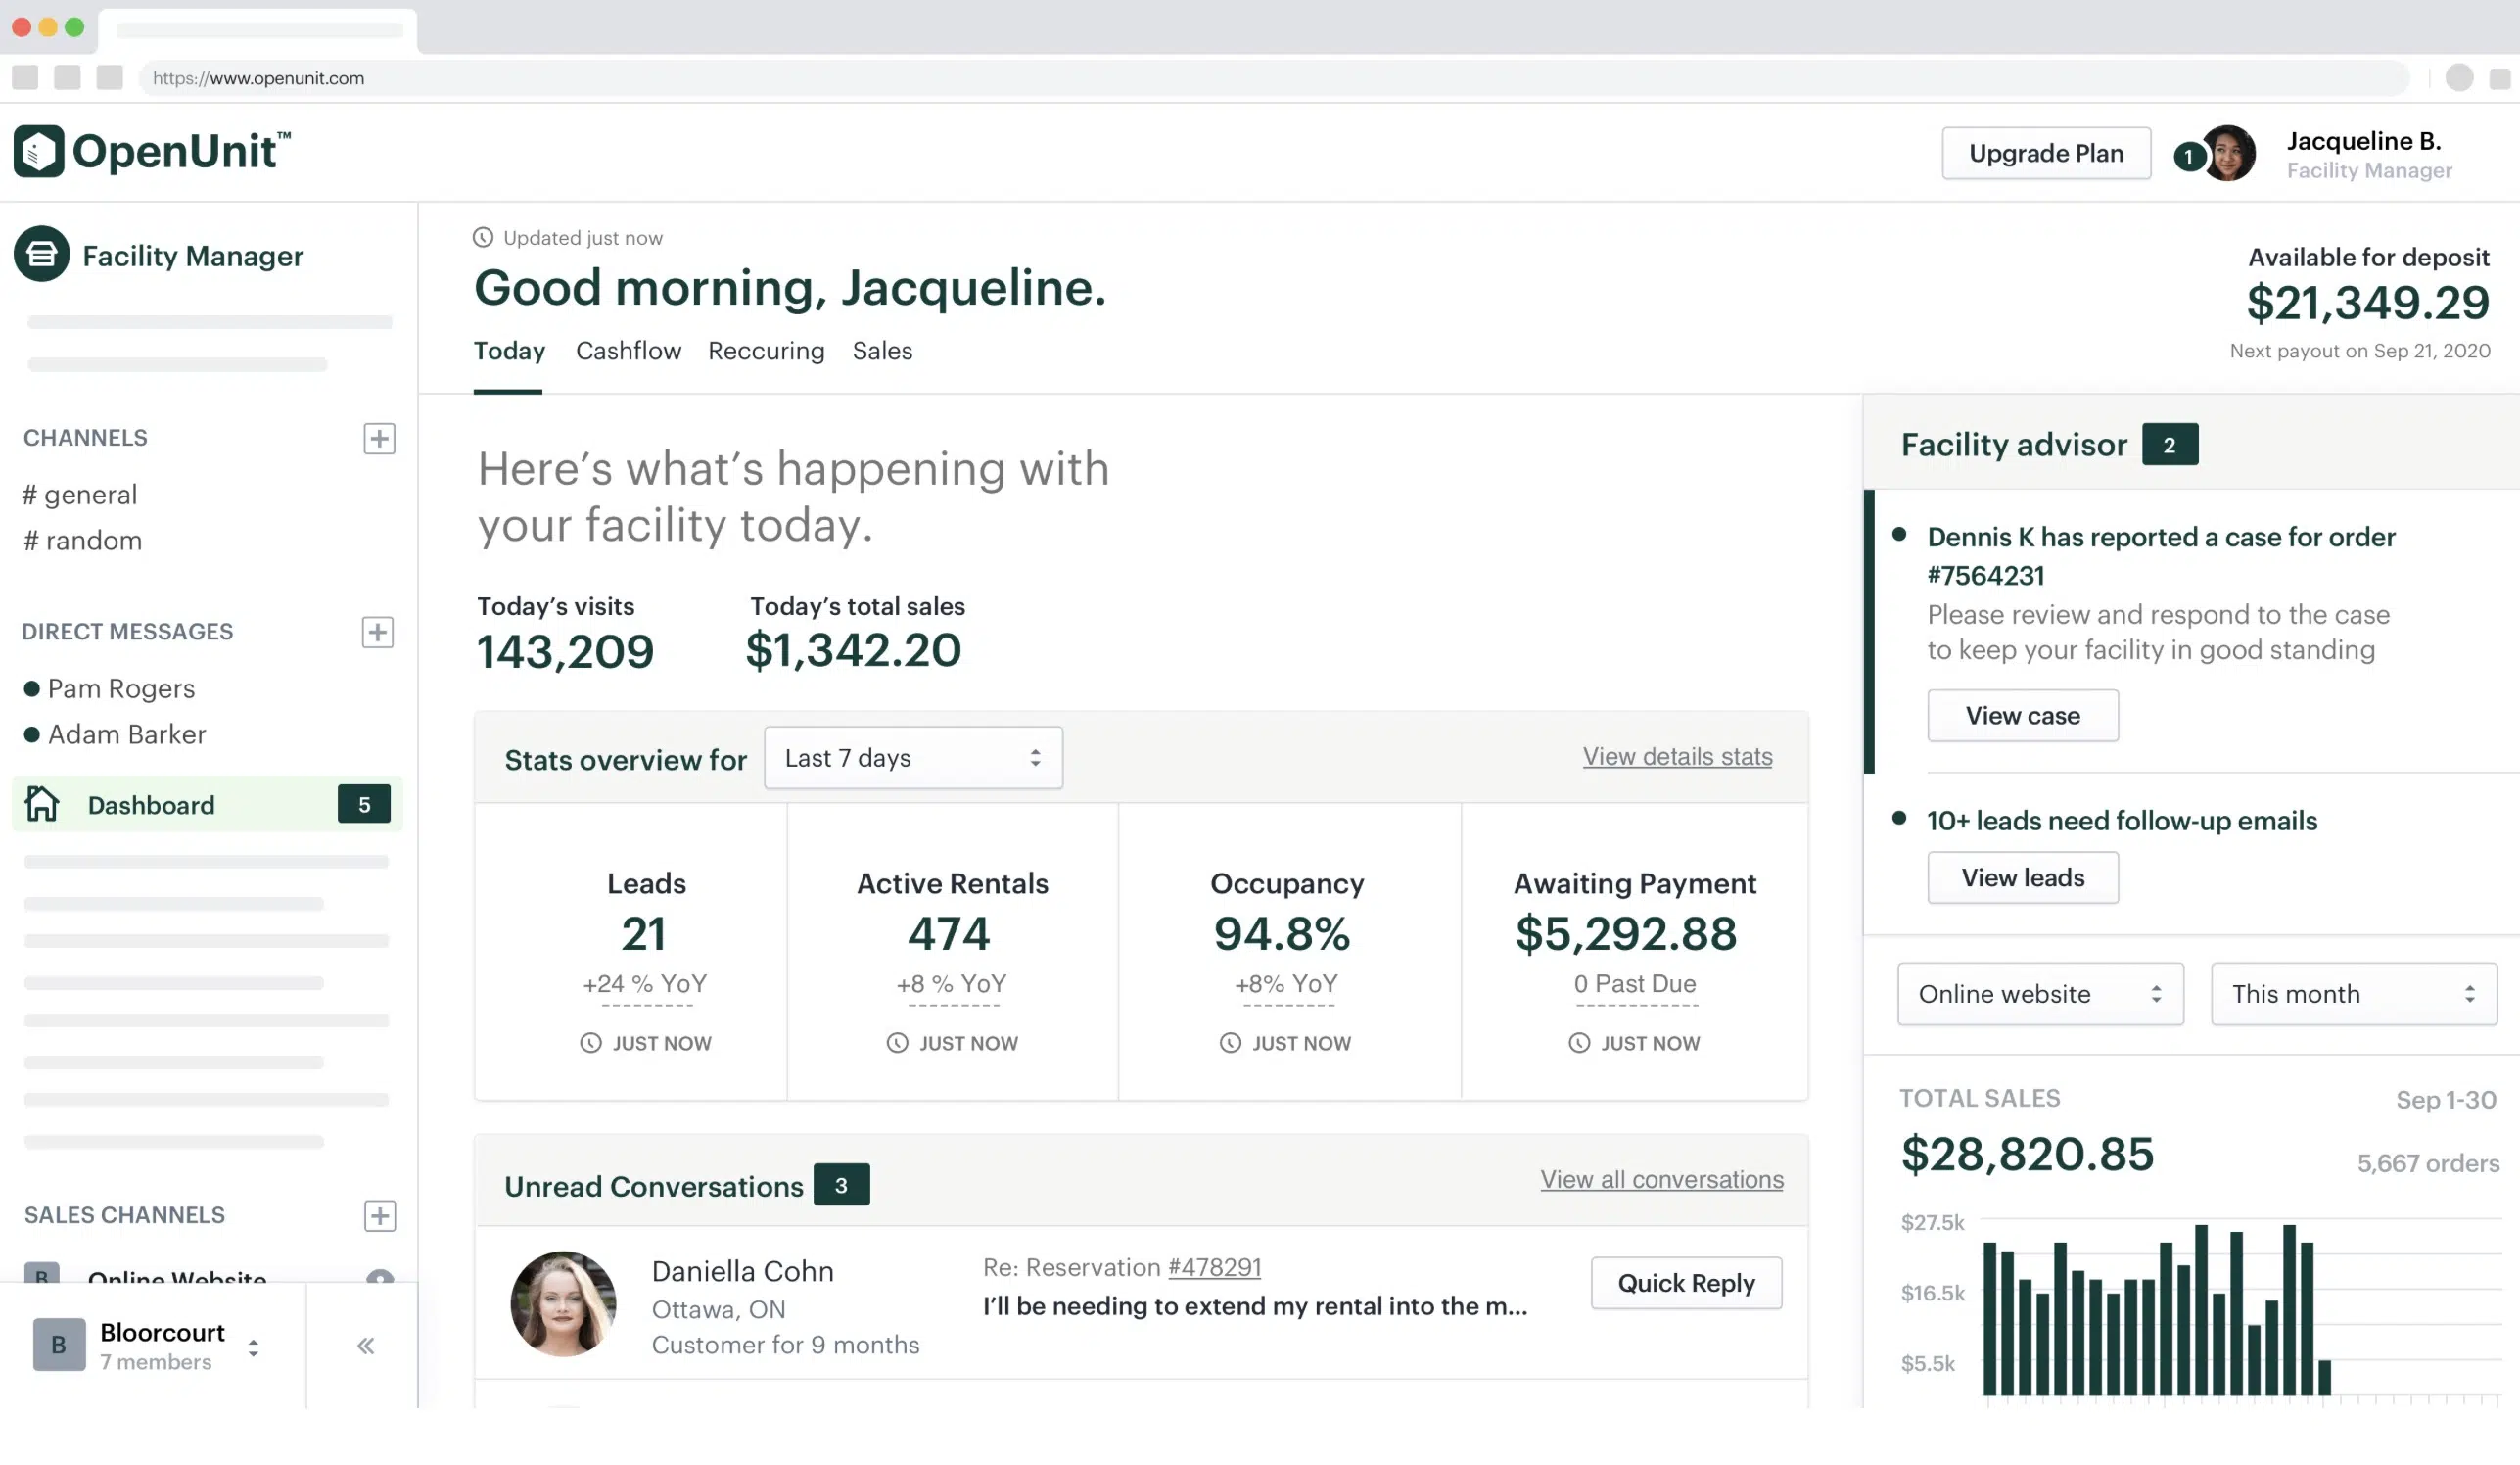 https://www.openunit.com
OpenUnit™
Upgrade Plan
1
Jacqueline B.
Facility Manager
Facility Manager
CHANNELS
# general
# random
DIRECT MESSAGES
Pam Rogers
Adam Barker
Dashboard 5
SALES CHANNELS
B Online Website
B
Bloorcourt
7 members
«
Updated just now
Good morning, Jacqueline.
Today Cashflow Reccuring Sales
Available for deposit
$21,349.29
Next payout on Sep 21, 2020
Here’s what’s happening with
your facility today.
Today’s visits
143,209
Today’s total sales
$1,342.20
Stats overview for Last 7 days View details stats
Leads
21
+24 % YoY
JUST NOW
Active Rentals
474
+8 % YoY
JUST NOW
Occupancy
94.8%
+8% YoY
JUST NOW
Awaiting Payment
$5,292.88
0 Past Due
JUST NOW
Unread Conversations 3 View all conversations
Daniella Cohn
Ottawa, ON
Customer for 9 months
Re: Reservation #478291
I’ll be needing to extend my rental into the m...
Quick Reply
Facility advisor 2
Dennis K has reported a case for order
#7564231
Please review and respond to the case
to keep your facility in good standing
View case
10+ leads need follow-up emails
View leads
Online website This month
TOTAL SALES Sep 1-30
$28,820.85 5,667 orders
$27.5k
$16.5k
$5.5k